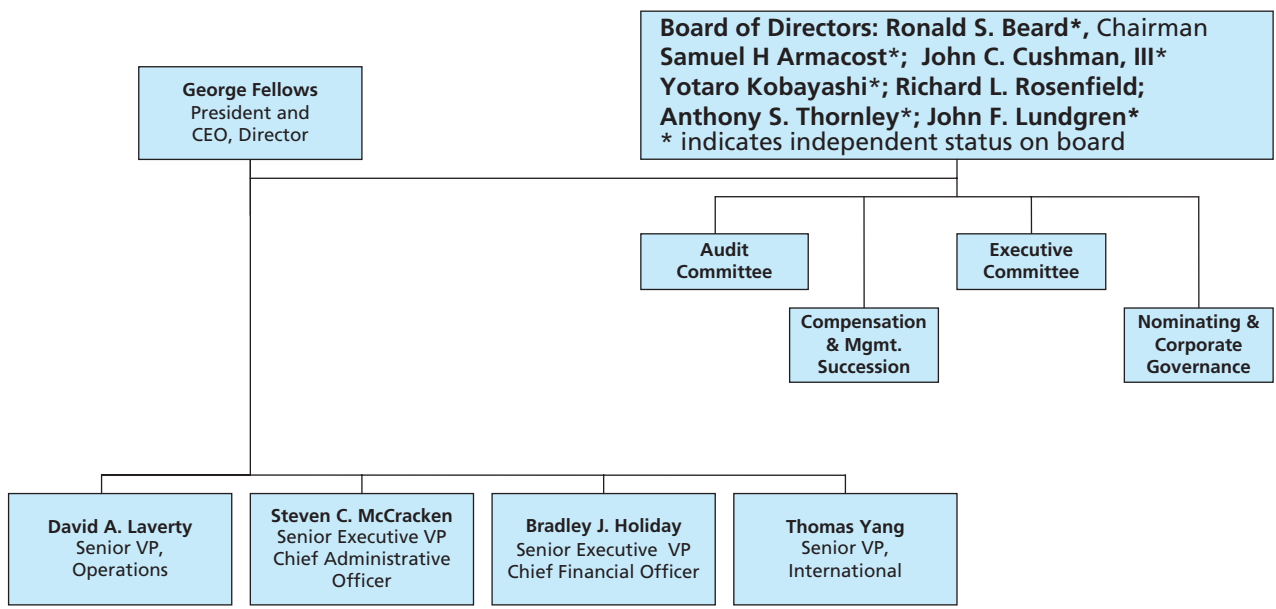 Board of Directors: Ronald S. Beard*, Chairman
Samuel H Armacost*; John C. Cushman, III*
Yotaro Kobayashi*; Richard L. Rosenfield;
Anthony S. Thornley*; John F. Lundgren*
* indicates independent status on board
George Fellows
President and
CEO, Director
Audit
Committee
Executive
Committee
Compensation
& Mgmt.
Succession
Nominating &
Corporate
Governance
David A. Laverty
Senior VP,
Operations
Steven C. McCracken
Senior Executive VP
Chief Administrative
Officer
Bradley J. Holiday
Senior Executive VP
Chief Financial Officer
Thomas Yang
Senior VP,
International